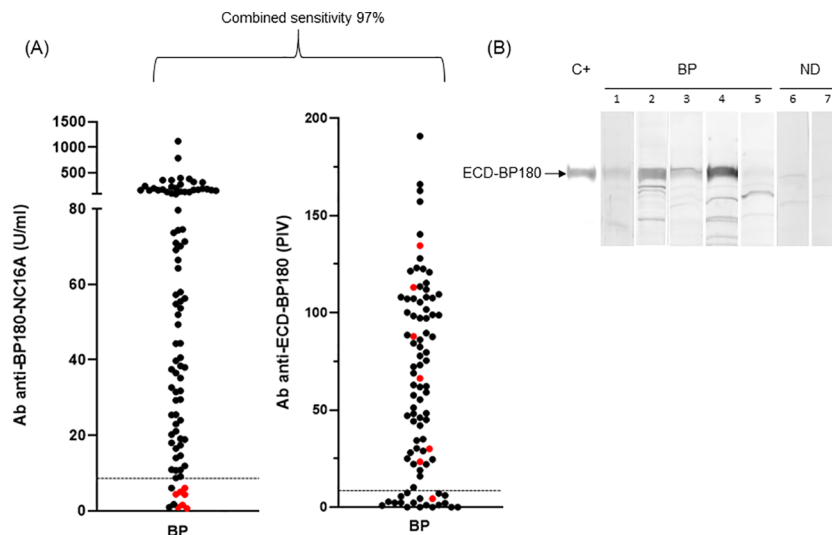 Combined sensitivity 97%
(A)
Ab anti-BP180-NC16A (U/ml)
1500
1000
500
80
60
40
20
0
BP
Ab anti-ECD-BP180 (PIV)
200
150
100
50
0
BP
(B)
C+ BP ND
1 2 3 4 5 6 7
ECD-BP180